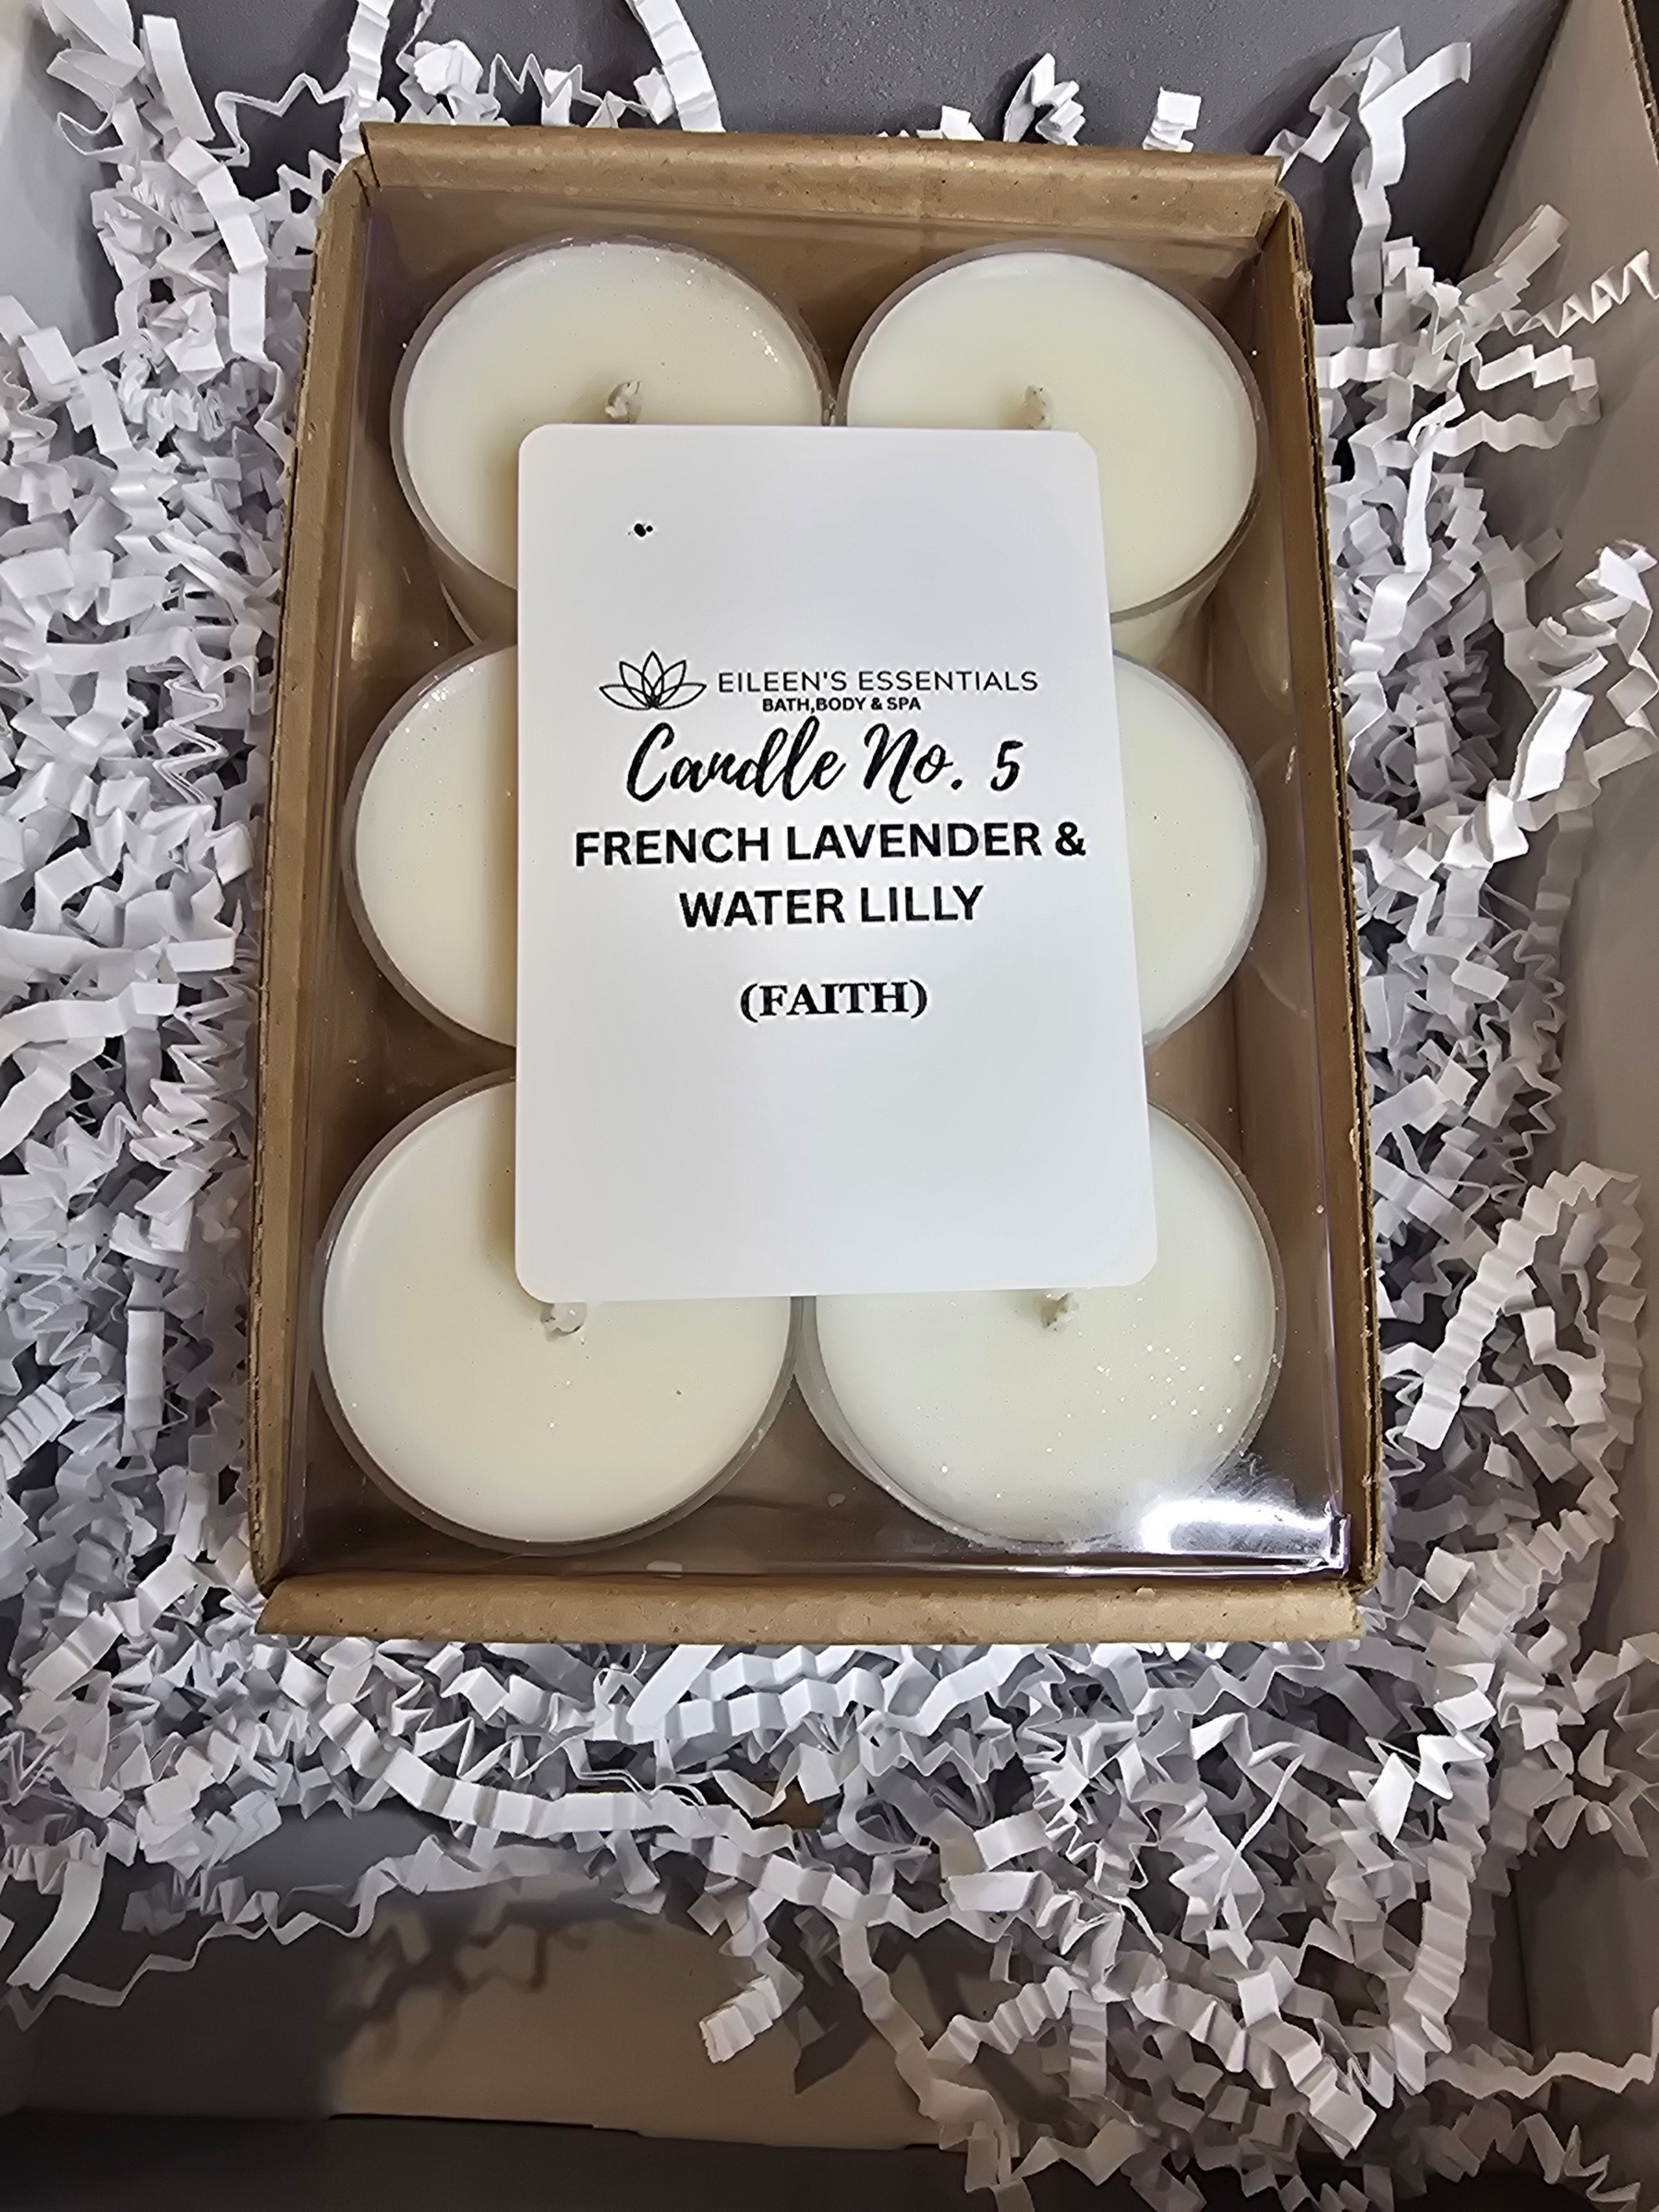 EILEEN'S ESSENTIALS
BATH,BODY & SPA
Candle No. 5
FRENCH LAVENDER &
WATER LILLY
(FAITH)